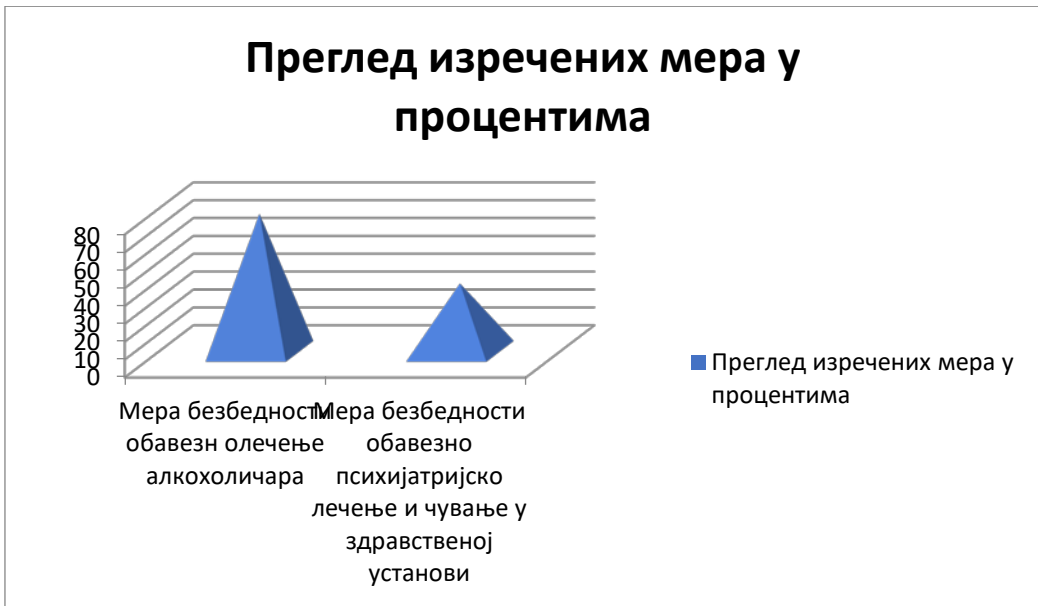 Преглед изречених мера у
процентима
80
70
60
50
40
30
20
10
0
Мера безбедности
обавезн олечење
алкохоличара
Мера безбедности
обавезно
психијатријско
лечење и чување у
здравственој
установи
Преглед изречених мера у
процентима